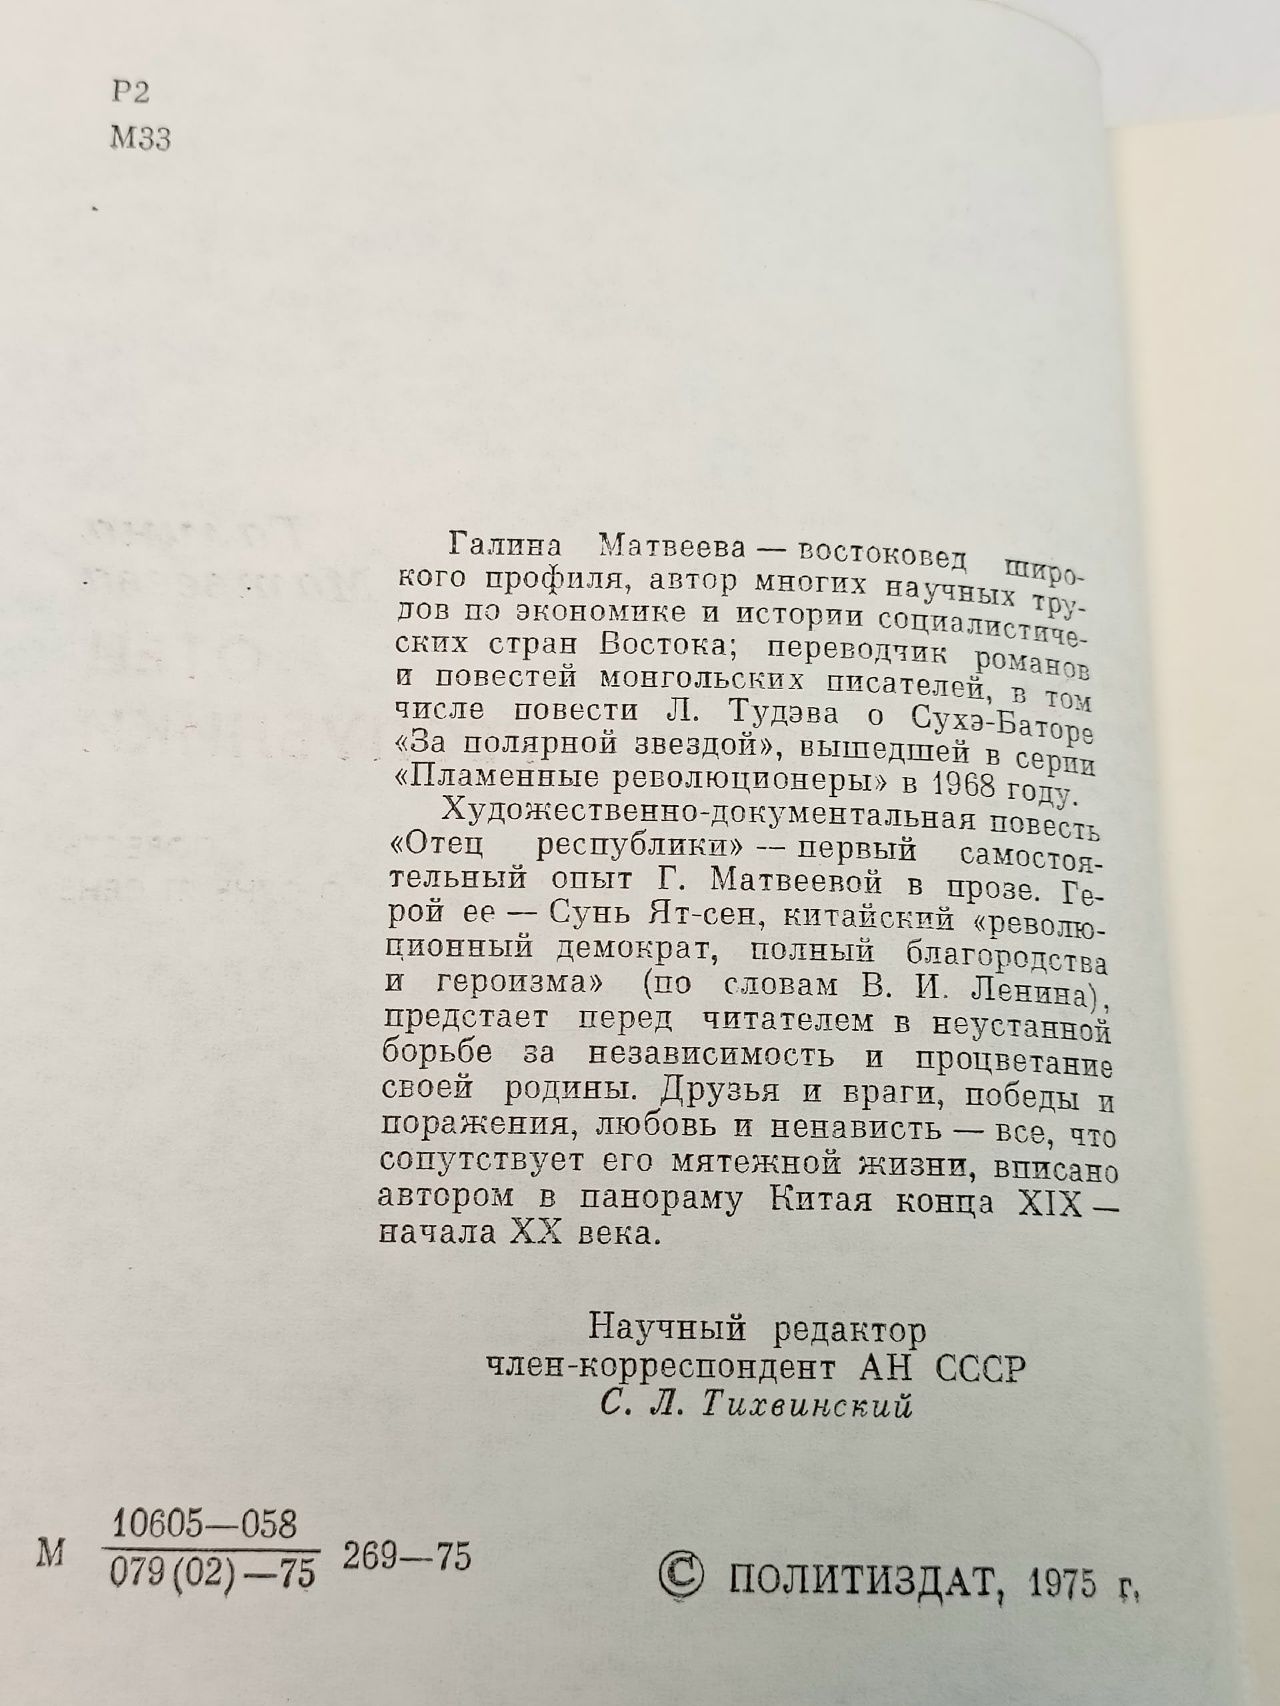 Р2
М33
Галина Матвеева — востоковед широ-
кого профиля, автор многих научных тру-
дов по экономике и истории социалистиче-
ских стран Востока; переводчик романов
и повестей монгольских писателей, в том
числе повести Л. Тудэва о Сухэ-Баторе
«За полярной звездой», вышедшей в серии
«Пламенные революционеры» в 1968 году.
Художественно-документальная повесть
«Отец республики» — первый самостоя-
тельный опыт Г. Матвеевой в прозе. Ге-
рой ее — Сунь Ят-сен, китайский «револю-
ционный демократ, полный благородства
и героизма» (по словам В. И. Ленина),
предстает перед читателем в неустанной
борьбе за независимость и процветание
своей родины. Друзья и враги, победы и
поражения, любовь и ненависть — все, что
сопутствует его мятежной жизни, вписано
автором в панораму Китая конца XIX —
начала XX века.
Научный редактор
член-корреспондент АН СССР
С. Л. Тихвинский
М 10605—058
079(02)—75 269—75
© ПОЛИТИЗДАТ, 1975 г.